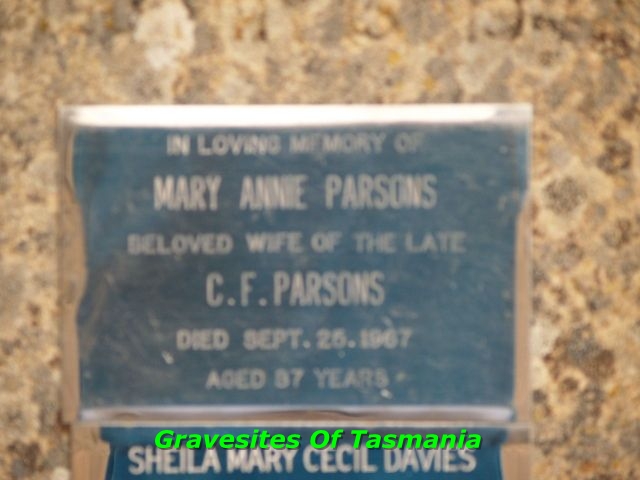 IN LOVING MEMORY OF
MARY ANNIE PARSONS
BELOVED WIFE OF THE LATE
C.F. PARSONS
DIED SEPT. 25. 1967
AGED 87 YEARS
Gravesites Of Tasmania
SHEILA MARY CECIL DAVIES